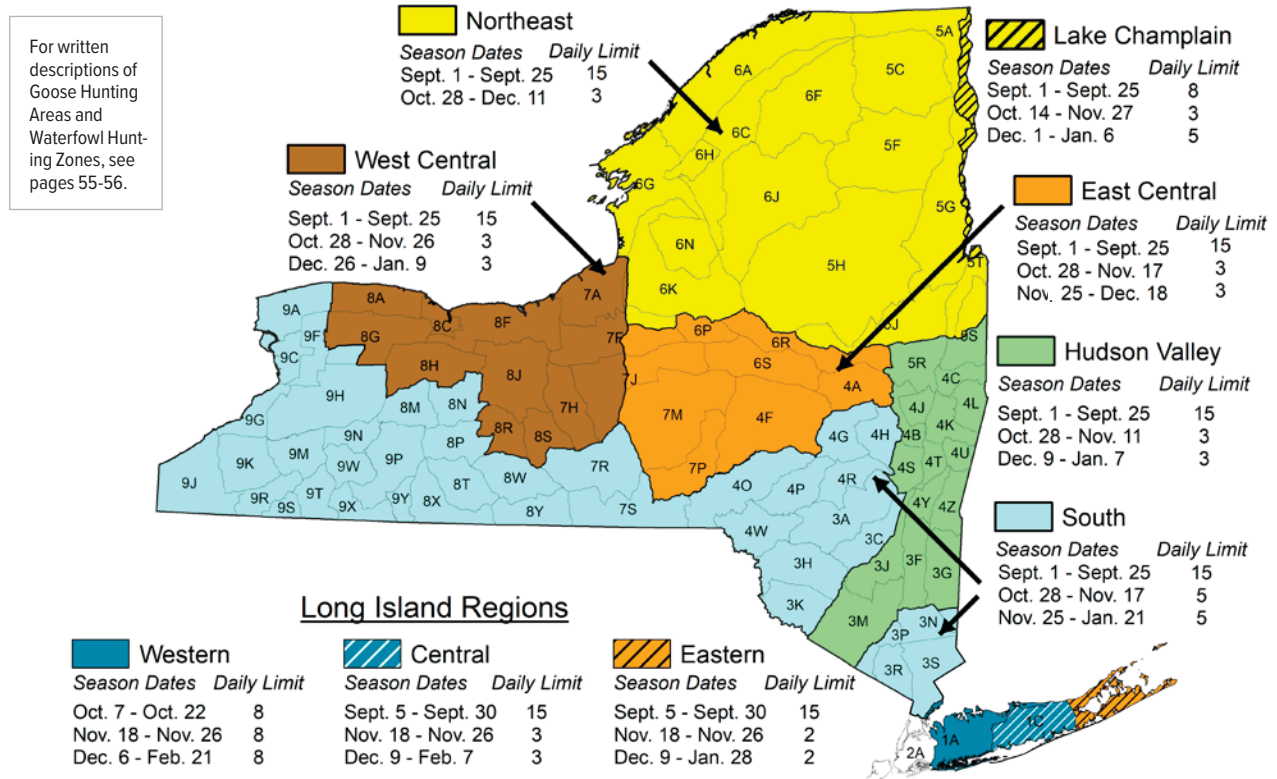 For written
descriptions of
Goose Hunting
Areas and
Waterfowl Hunt-
ing Zones, see
pages 55-56.
Northeast
Season Dates Daily Limit
Sept. 1 - Sept. 25 15
Oct. 28 - Dec. 11 3
Lake Champlain
Season Dates Daily Limit
Sept. 1 - Sept. 25 8
Oct. 14 - Nov. 27 3
Dec. 1 - Jan. 6 5
West Central
Season Dates Daily Limit
Sept. 1 - Sept. 25 15
Oct. 28 - Nov. 26 3
Dec. 26 - Jan. 9 3
East Central
Season Dates Daily Limit
Sept. 1 - Sept. 25 15
Oct. 28 - Nov. 17 3
Nov. 25 - Dec. 18 3
Hudson Valley
Season Dates Daily Limit
Sept. 1 - Sept. 25 15
Oct. 28 - Nov. 11 3
Dec. 9 - Jan. 7 3
South
Season Dates Daily Limit
Sept. 1 - Sept. 25 15
Oct. 28 - Nov. 17 5
Nov. 25 - Jan. 21 5
5A
6A
5C
6F
6C
5F
6H
6G
6J
5G
6N
5H
5T
6K
5J
5S
9A
8A
7A
8C
8F
9F
8G
7F
6P
6R
9C
8H
6S
5R
8J
7J
4A
4C
9H
8M
8N
7H
7M
4F
4J
4L
9G
8R
8S
4G
4H
4B
4K
9N
8P
9M
9K
9W
9P
7R
7P
4S
4T
4U
9J
8T
8W
4O
4P
4R
9R
9T
9S
9X
9Y
8X
8Y
7S
4Y
4Z
4W
3A
3C
3H
3J
3F
3G
3K
3M
3N
3P
3R
3S
1C
1A
2A
Long Island Regions
Western
Season Dates Daily Limit
Oct. 7 - Oct. 22 8
Nov. 18 - Nov. 26 8
Dec. 6 - Feb. 21 8
Central
Season Dates Daily Limit
Sept. 5 - Sept. 30 15
Nov. 18 - Nov. 26 3
Dec. 9 - Feb. 7 3
Eastern
Season Dates Daily Limit
Sept. 5 - Sept. 30 15
Nov. 18 - Nov. 26 2
Dec. 9 - Jan. 28 2